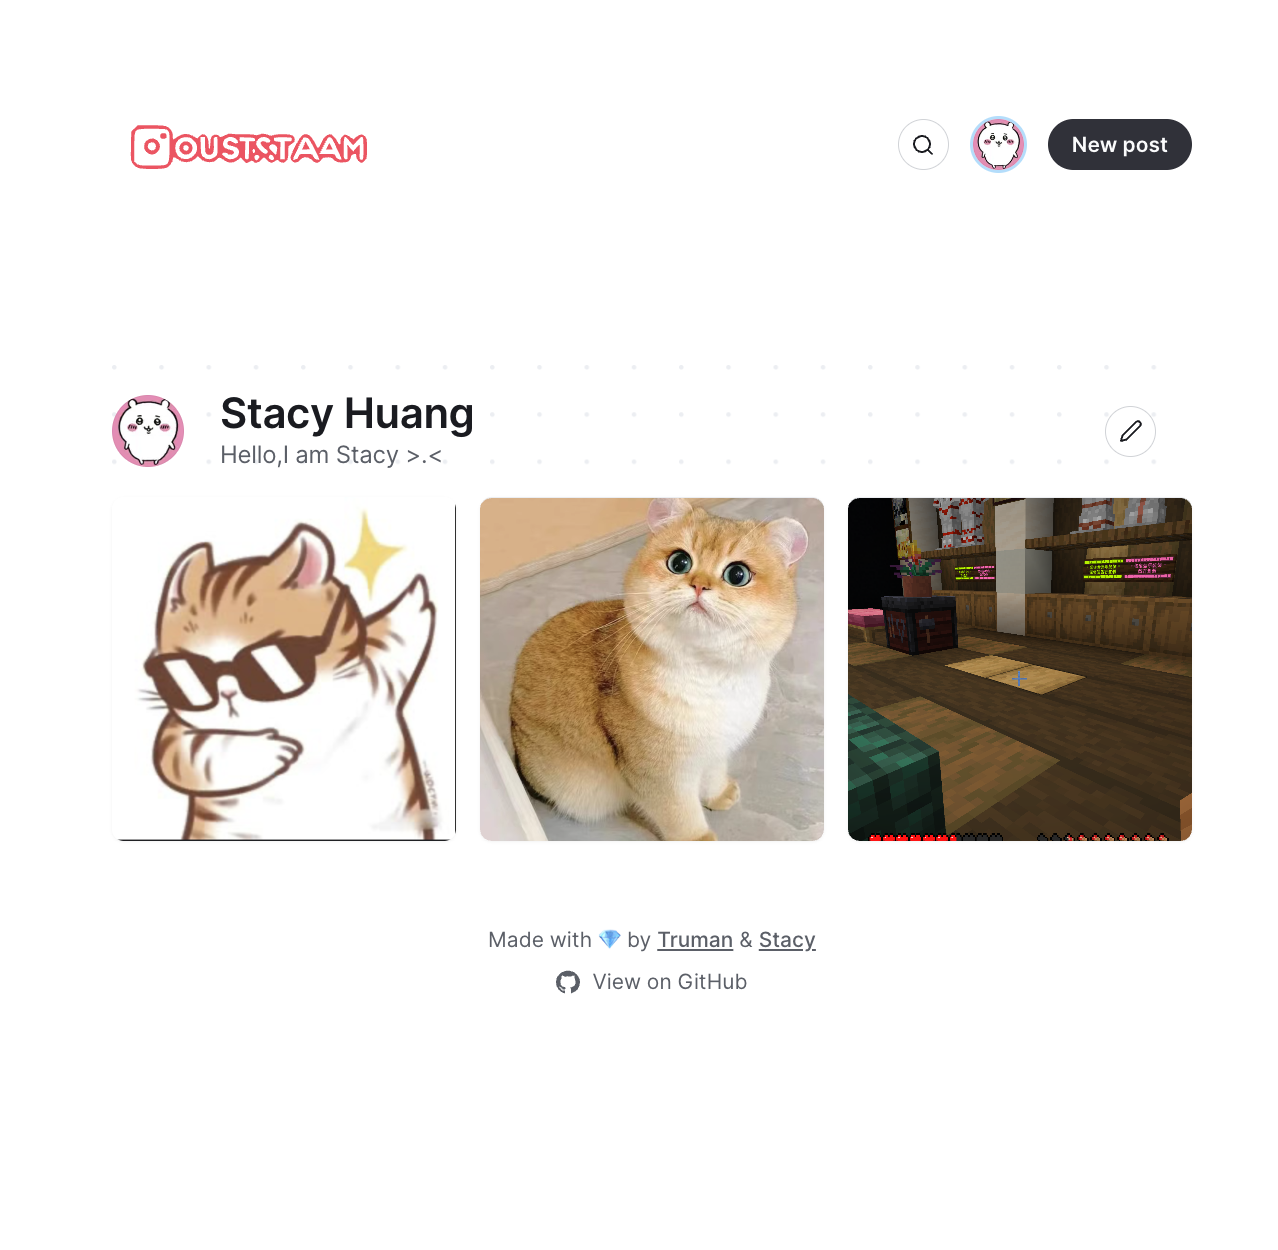 OUSTSTAAM
New post
Stacy Huang
Hello,I am Stacy >.<
Made with 💎 by Truman & Stacy
View on GitHub